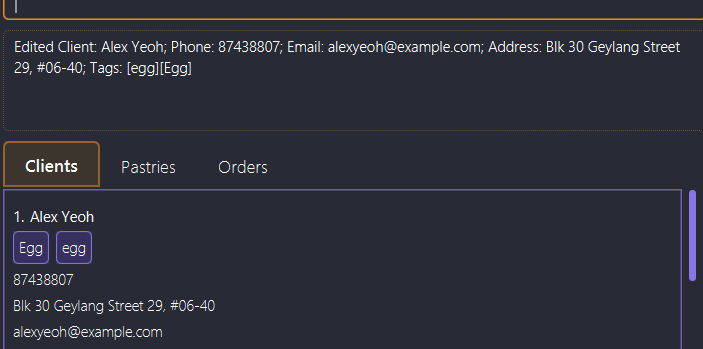 Edited Client: Alex Yeoh; Phone: 87438807; Email: alexyeoh@example.com; Address: Blk 30 Geylang Street
29, #06-40; Tags: [egg][Egg]
Clients Pastries Orders
1. Alex Yeoh
Egg egg
87438807
Blk 30 Geylang Street 29, #06-40
alexyeoh@example.com